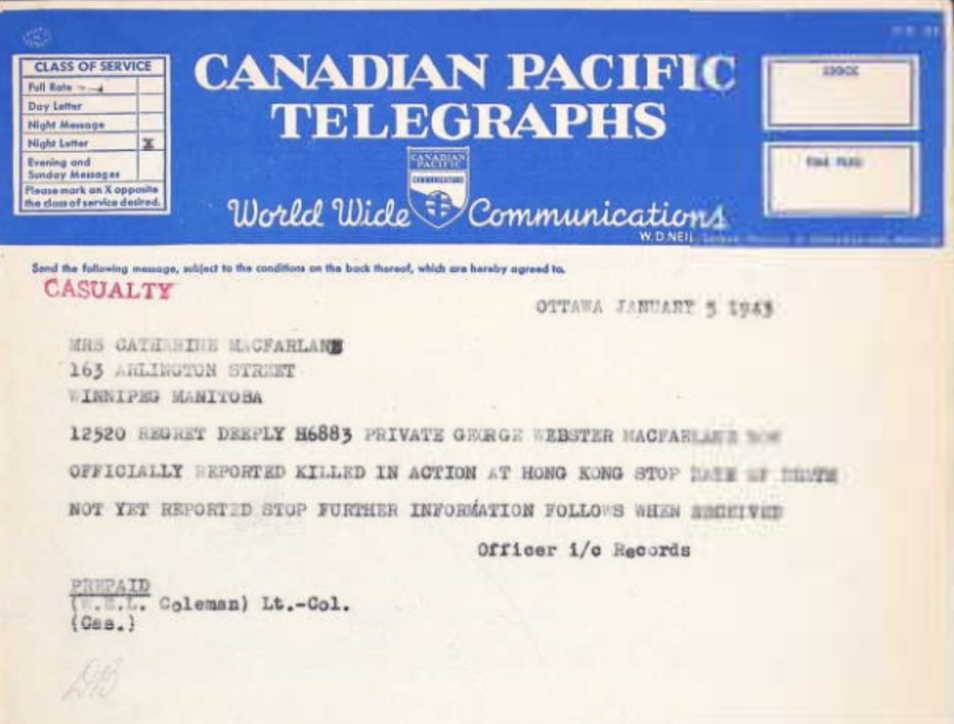 CLASS OF SERVICE
Full Rate
Day Letter
Night Message
Night Letter X
Evening and
Sunday Messages
Please mark an X opposite
the class of service desired.
CANADIAN PACIFIC
TELEGRAPHS
CANADIAN
PACIFIC
COMMUNICATIONS
World Wide Communications
W.D.NEIL
Send the following message, subject to the conditions on the back thereof, which are hereby agreed to.
CASUALTY
OTTAWA JANUARY 5 1943
MRS CATHARINE MACFARLANE
163 ARLINGTON STREET
WINNIPEG MANITOBA
12520 REGRET DEEPLY H6883 PRIVATE GEORGE WEBSTER MACFARLANE NOW
OFFICIALLY REPORTED KILLED IN ACTION AT HONG KONG STOP DATE OF DEATH
NOT YET REPORTED STOP FURTHER INFORMATION FOLLOWS WHEN RECEIVED
Officer i/c Records
PREPAID
Coleman) Lt.-Col.
(Cas.)